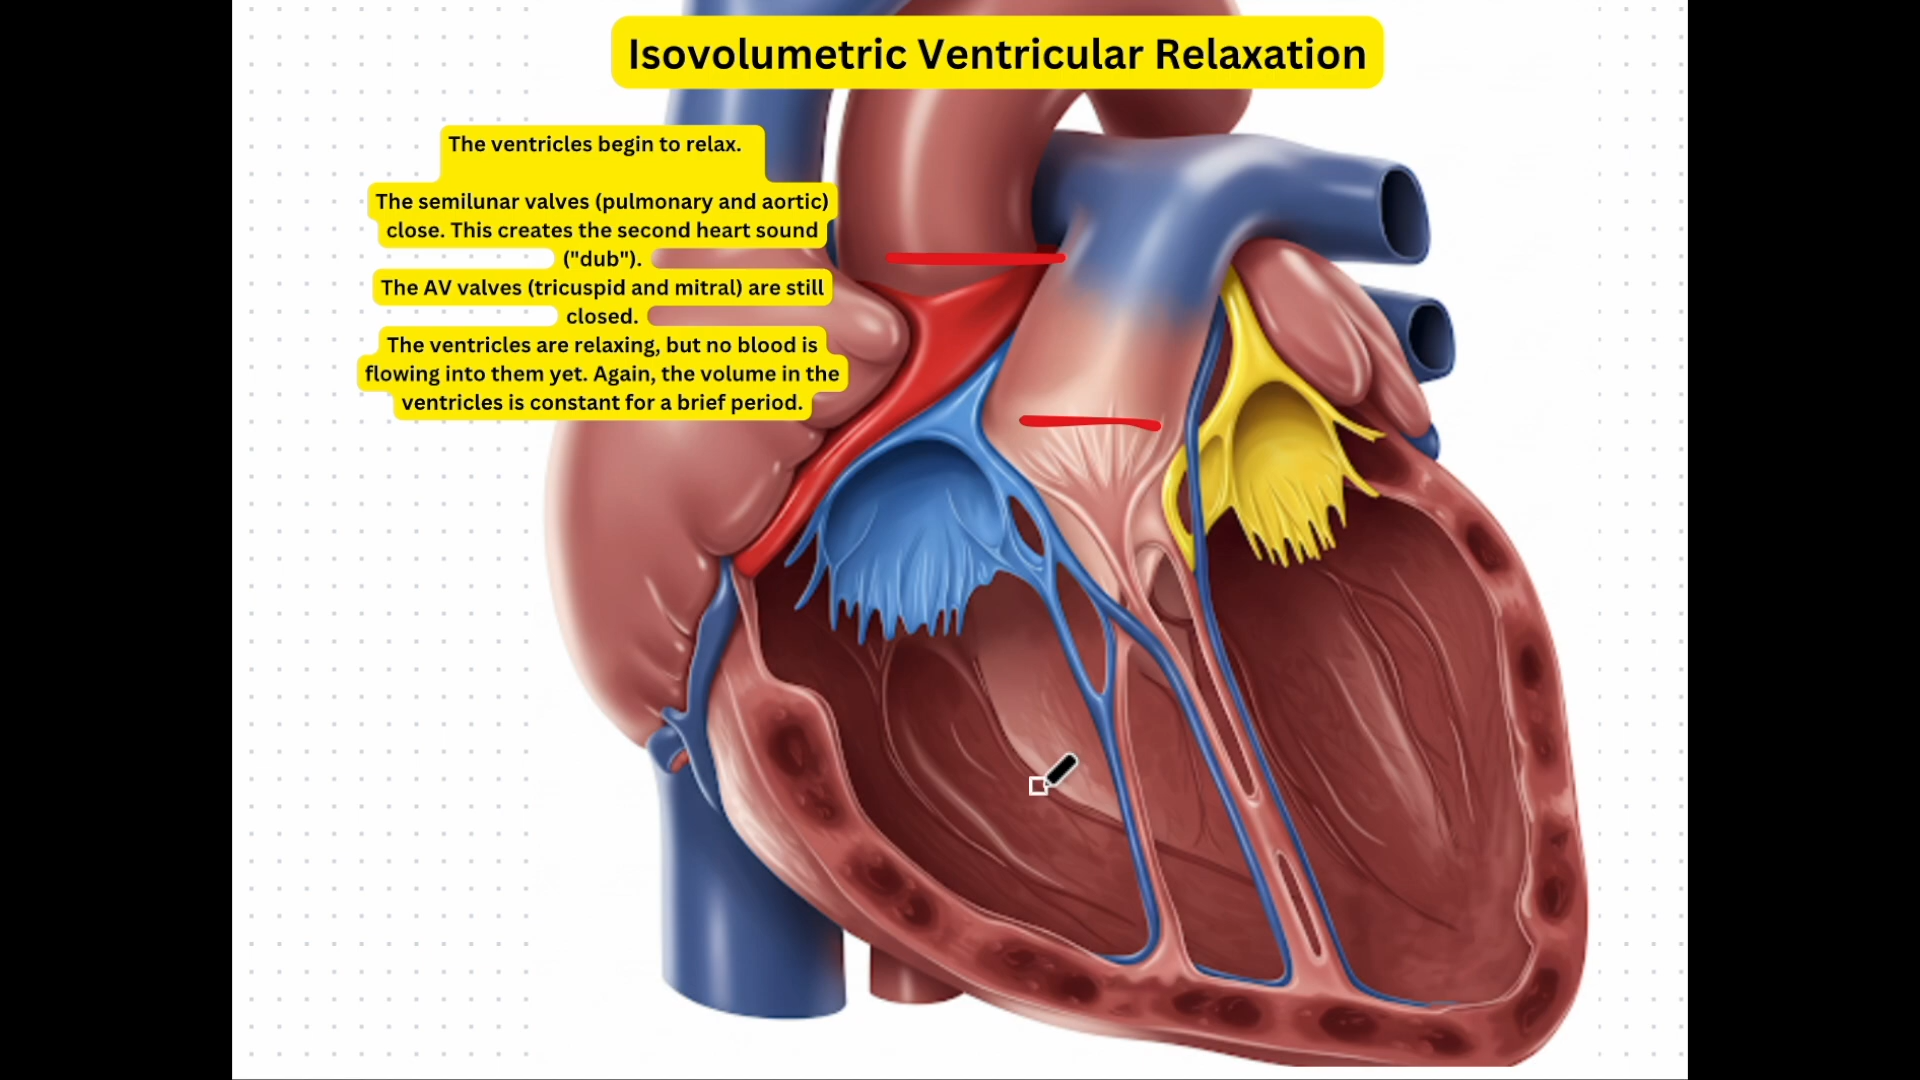 Isovolumetric Ventricular Relaxation
The ventricles begin to relax.
The semilunar valves (pulmonary and aortic)
close. This creates the second heart sound
("dub").
The AV valves (tricuspid and mitral) are still
closed.
The ventricles are relaxing, but no blood is
flowing into them yet. Again, the volume in the
ventricles is constant for a brief period.